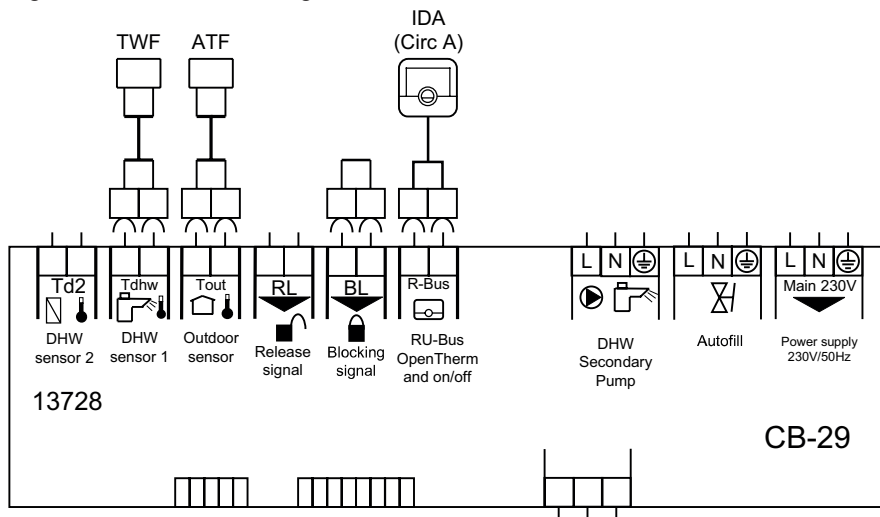 IDA
(Circ A)
TWF
ATF
Td2
Tdhw
Tout
RL
BL
R-Bus
L N
L N
L N
Main 230V
DHW
sensor 2
DHW
sensor 1
Outdoor
sensor
Release
signal
Blocking
signal
RU-Bus
OpenTherm
and on/off
DHW
Secondary
Pump
Autofill
Power supply
230V/50Hz
13728
CB-29